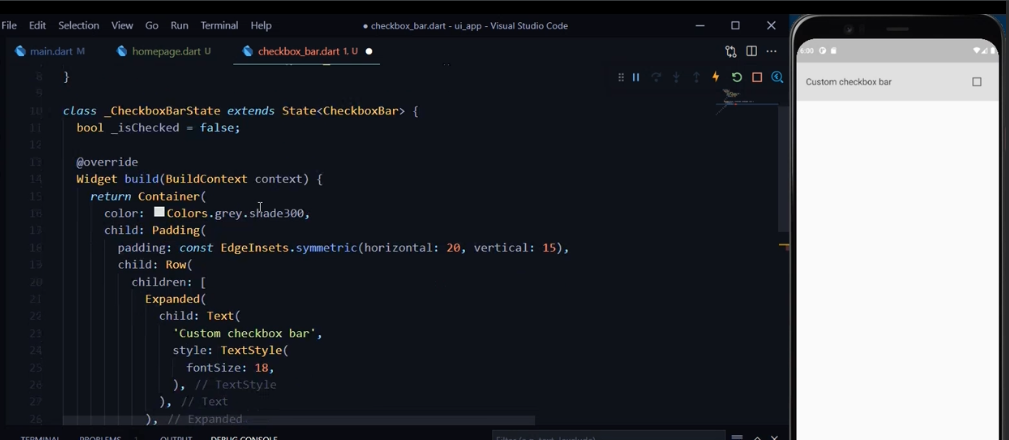 File Edit Selection View Go Run Terminal Help ● checkbox_bar.dart - ui_app - Visual Studio Code
main.dart M homepage.dart U checkbox_bar.dart 1, U
8 }
9
10 class _CheckboxBarState extends State<CheckboxBar> {
11 bool _isChecked = false;
12
13 @override
14 Widget build(BuildContext context) {
15 return Container(
16 color: Colors.grey.shade300,
17 child: Padding(
18 padding: const EdgeInsets.symmetric(horizontal: 20, vertical: 15),
19 child: Row(
20 children: [
21 Expanded(
22 child: Text(
23 'Custom checkbox bar',
24 style: TextStyle(
25 fontSize: 18,
26 ), // TextStyle
27 ), // Text
28 ), // Expanded
TERMINAL PROBLEMS 1 OUTPUT DEBUG CONSOLE
Custom checkbox bar